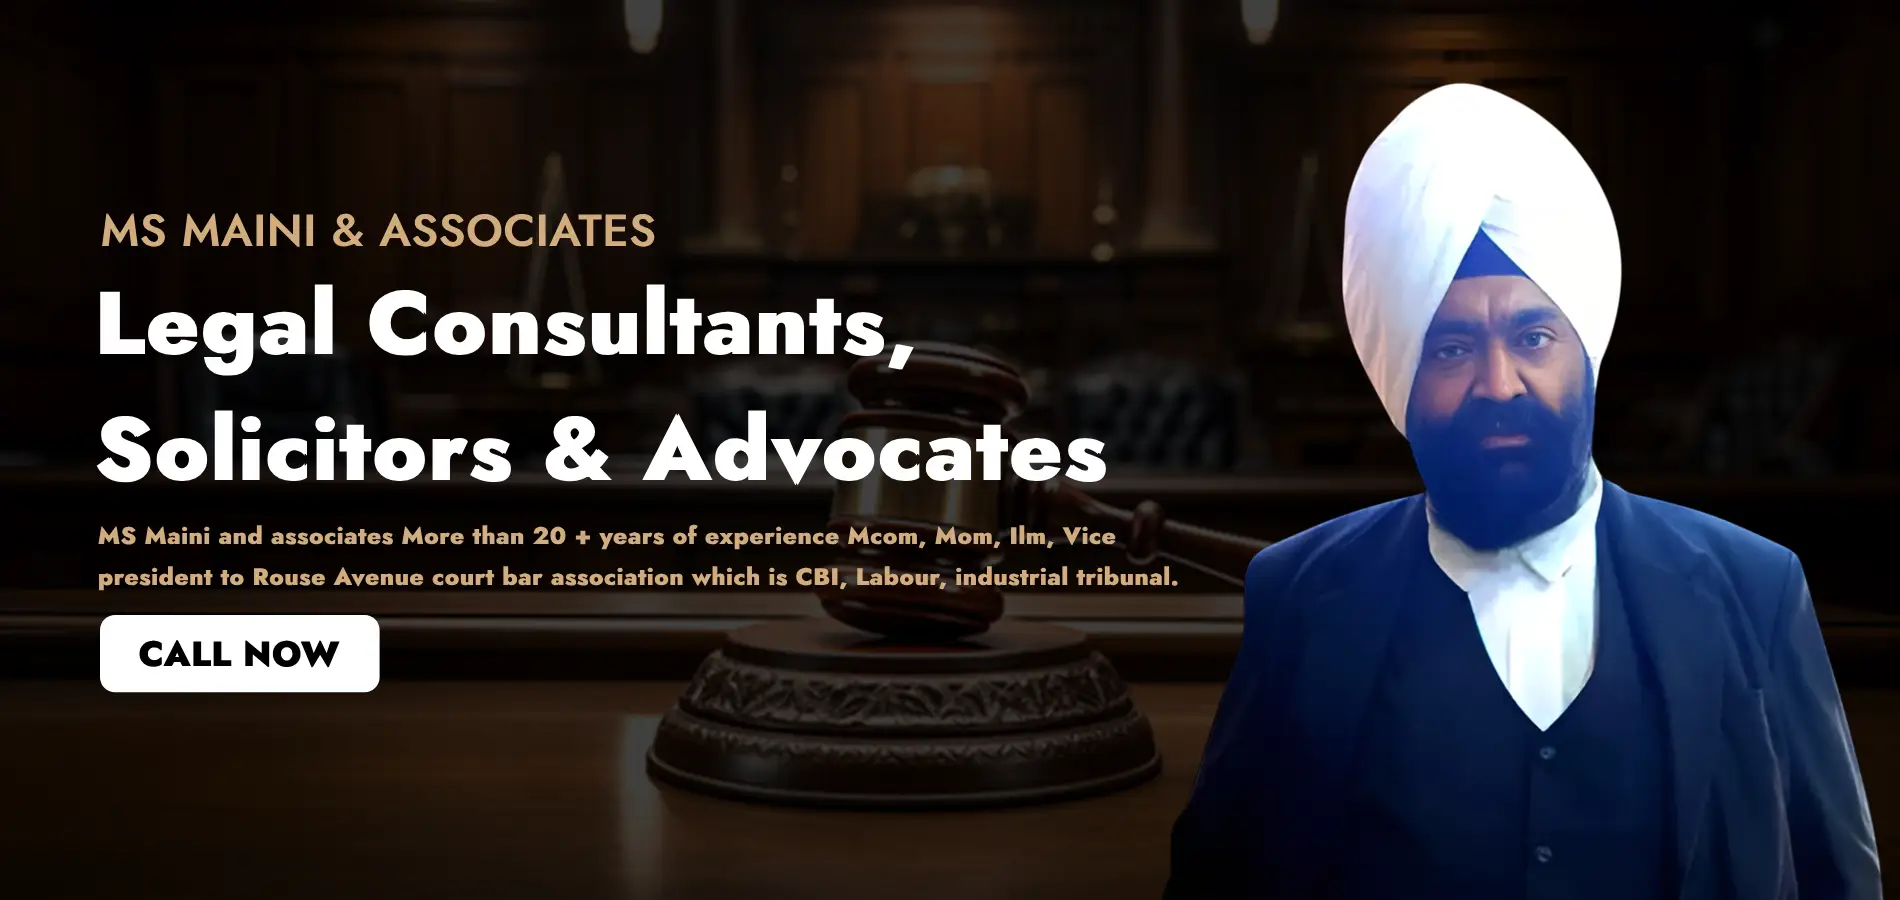 MS MAINI & ASSOCIATES
Legal Consultants,
Solicitors & Advocates
MS Maini and associates More than 20 + years of experience Mcom, Mom, Ilm, Vice
president to Rouse Avenue court bar association which is CBI, Labour, industrial tribunal.
CALL NOW